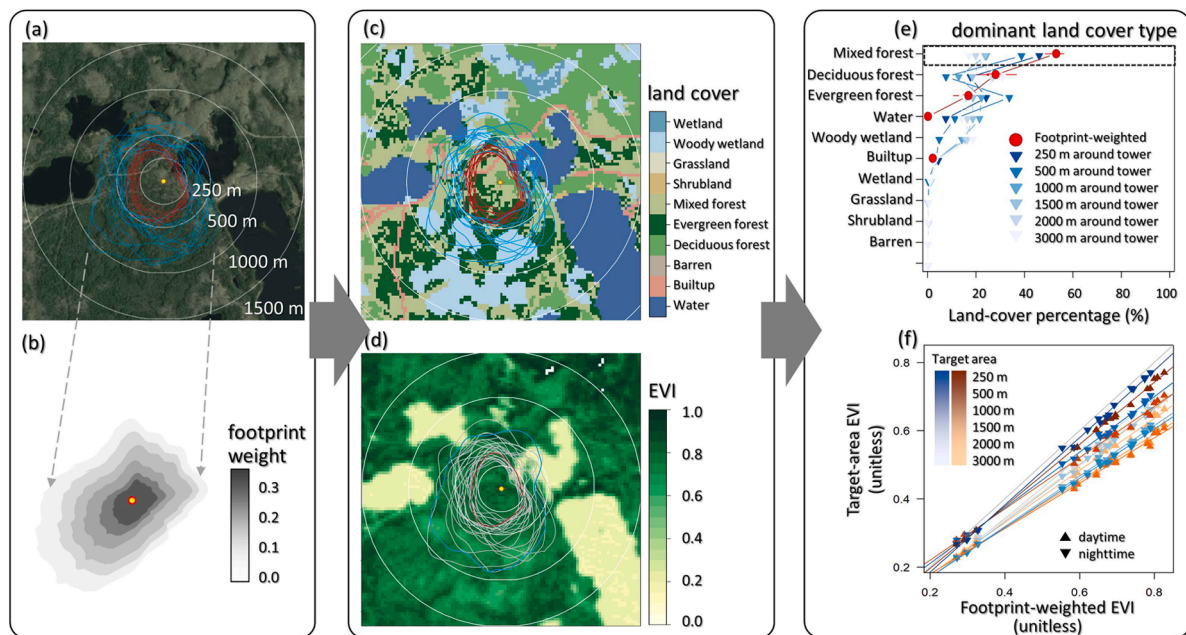 (a)
250 m
500 m
1000 m
1500 m
(b)
footprint
weight
0.3
0.2
0.1
0.0
(c)
land cover
Wetland
Woody wetland
Grassland
Shrubland
Mixed forest
Evergreen forest
Deciduous forest
Barren
Builtup
Water
(d)
EVI
1.0
0.8
0.6
0.4
0.2
0.0
(e)
dominant land cover type
Mixed forest
Deciduous forest
Evergreen forest
Water
Woody wetland
Builtup
Wetland
Grassland
Shrubland
Barren
Footprint-weighted
250 m around tower
500 m around tower
1000 m around tower
1500 m around tower
2000 m around tower
3000 m around tower
0 20 40 60 80 100
Land-cover percentage (%)
(f)
Target area
250 m
500 m
1000 m
1500 m
2000 m
3000 m
0.8
0.6
0.4
0.2
Target-area EVI
(unitless)
daytime
nighttime
0.2 0.4 0.6 0.8
Footprint-weighted EVI
(unitless)